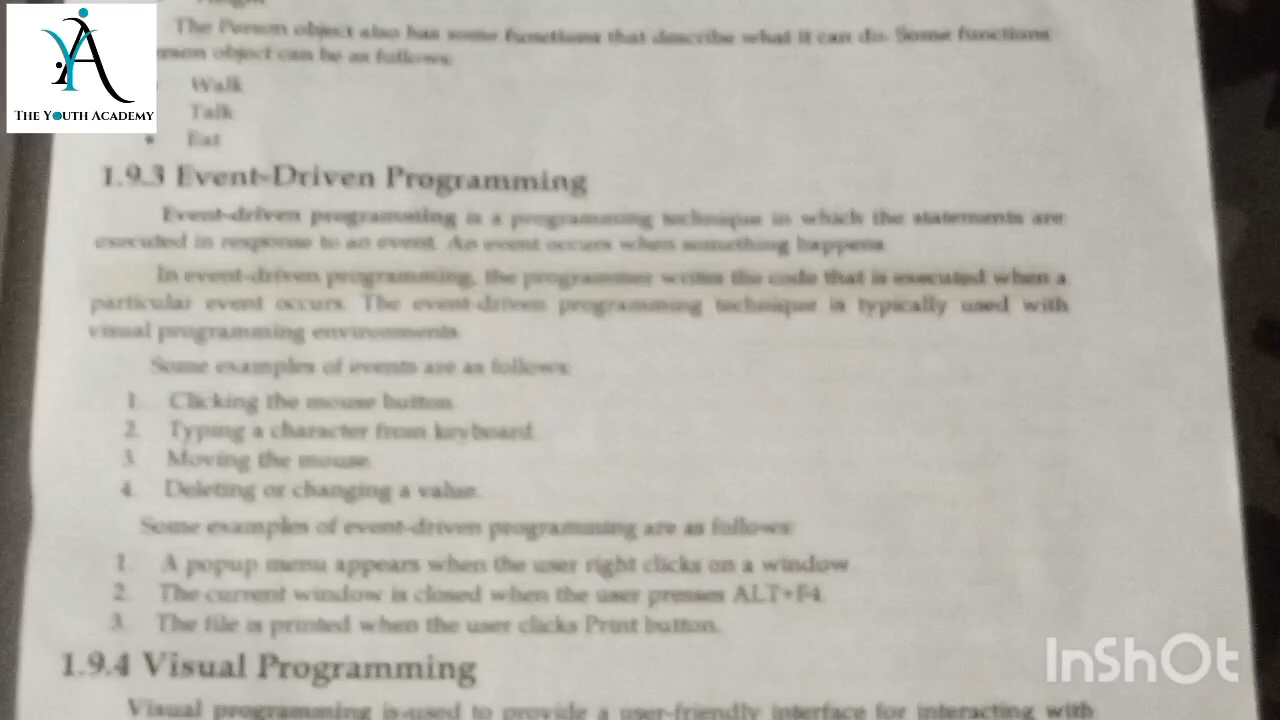 THE YOUTH ACADEMY
The Person object also has some functions that describe what it can do. Some functions
object can be as follows:
Walk
Talk
• Eat
1.9.3 Event-Driven Programming
Event-driven programming is a programming technique in which the statements are
executed in response to an event. An event occurs when something happens.
In event-driven programming, the programmer writes the code that is executed when a
particular event occurs. The event-driven programming technique is typically used with
visual programming environments.
Some examples of events are as follows:
1. Clicking the mouse button.
2. Typing a character from keyboard.
3. Moving the mouse.
4. Deleting or changing a value.
Some examples of event-driven programming are as follows:
1. A popup menu appears when the user right clicks on a window.
2. The current window is closed when the user presses ALT+F4.
3. The file is printed when the user clicks Print button.
1.9.4 Visual Programming
Visual programming is used to provide a user-friendly interface for interacting with
InShOt